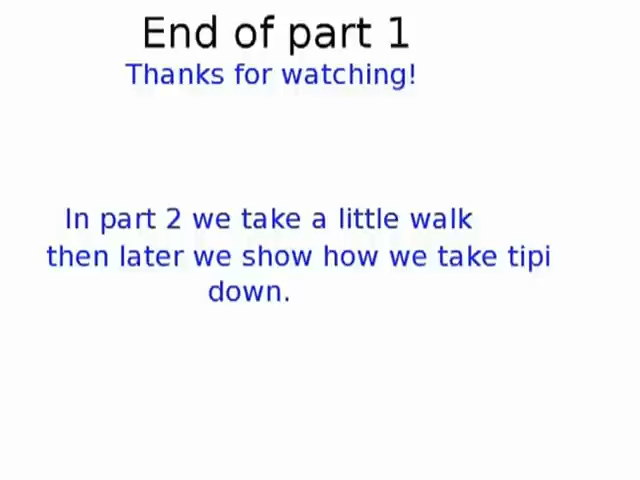 End of part 1
Thanks for watching!
In part 2 we take a little walk
then later we show how we take tipi
down.